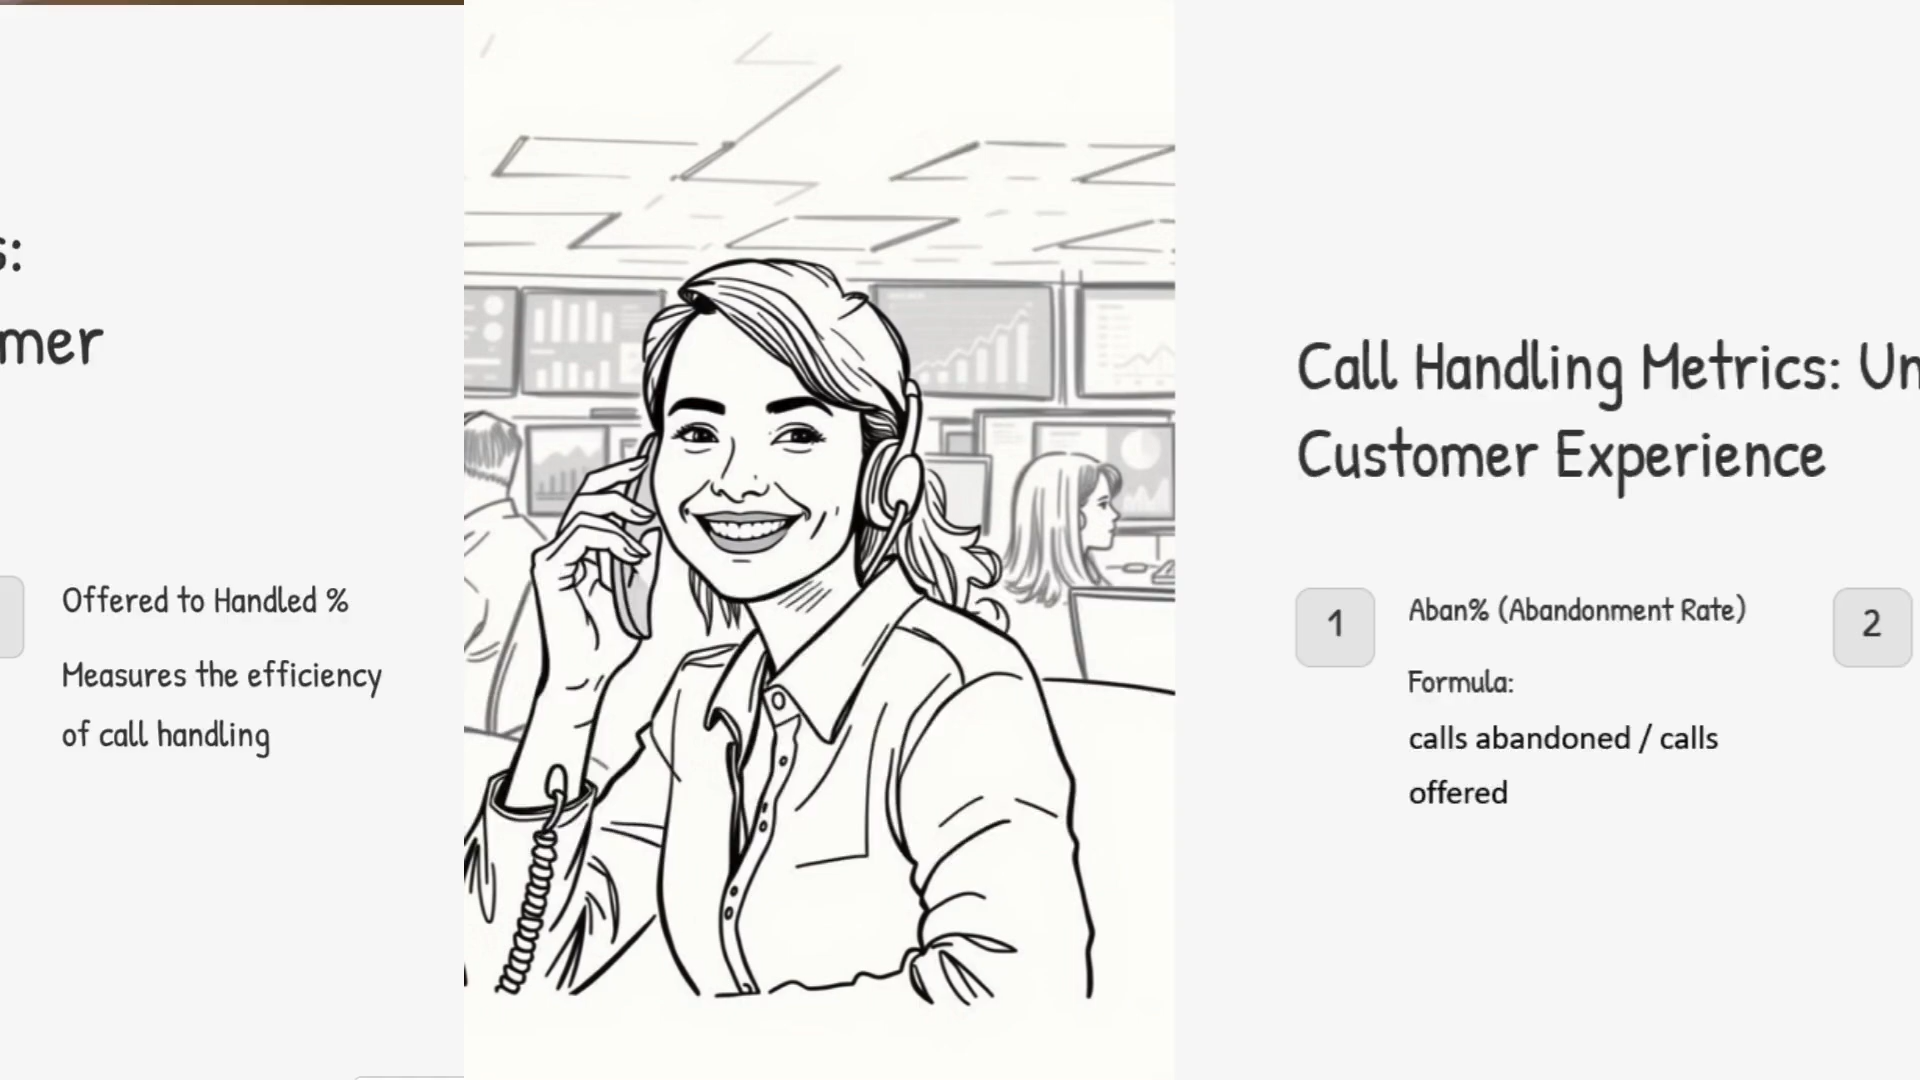 s:
mer
Offered to Handled %
Measures the efficiency
of call handling
Call Handling Metrics: Un
Customer Experience
1
Aban% (Abandonment Rate)
Formula:
calls abandoned / calls
offered
2